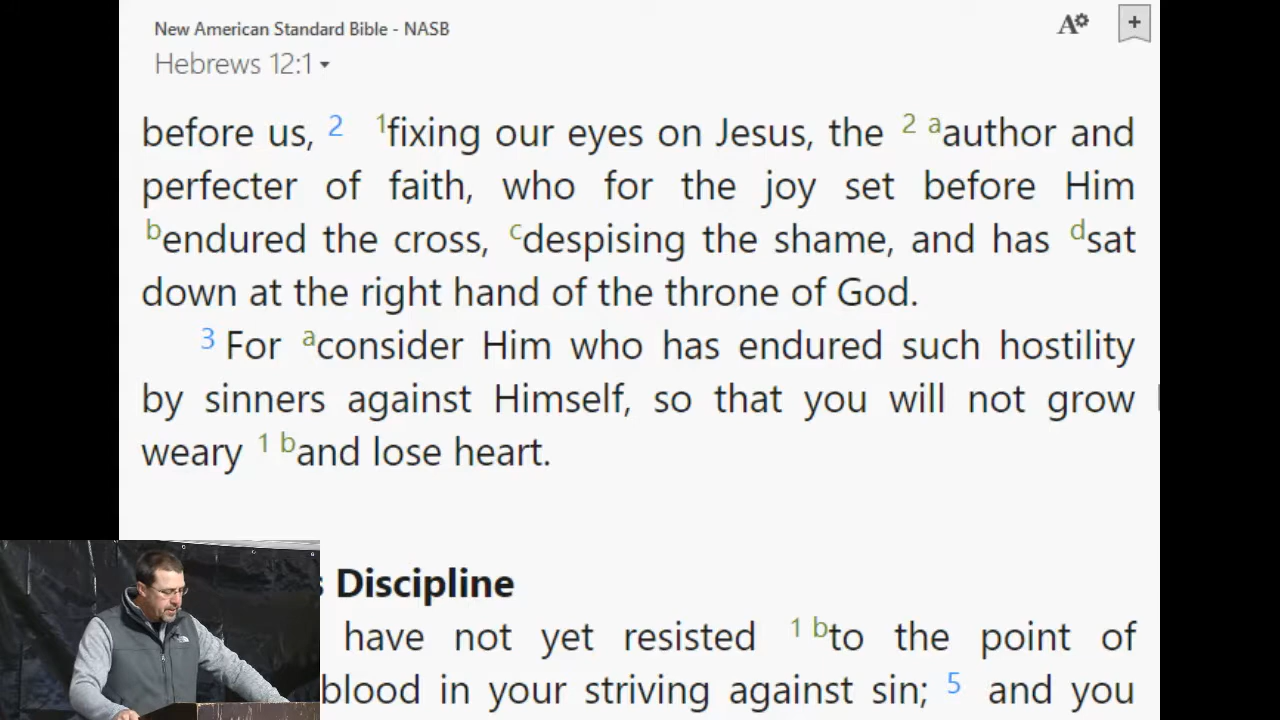 New American Standard Bible - NASB
Hebrews 12:1
before us, 2 1fixing our eyes on Jesus, the 2 aauthor and
perfecter of faith, who for the joy set before Him
bendured the cross, cdespising the shame, and has dsat
down at the right hand of the throne of God.
3 For aconsider Him who has endured such hostility
by sinners against Himself, so that you will not grow
weary 1 band lose heart.
Discipline
have not yet resisted 1 bto the point of
blood in your striving against sin; 5 and you